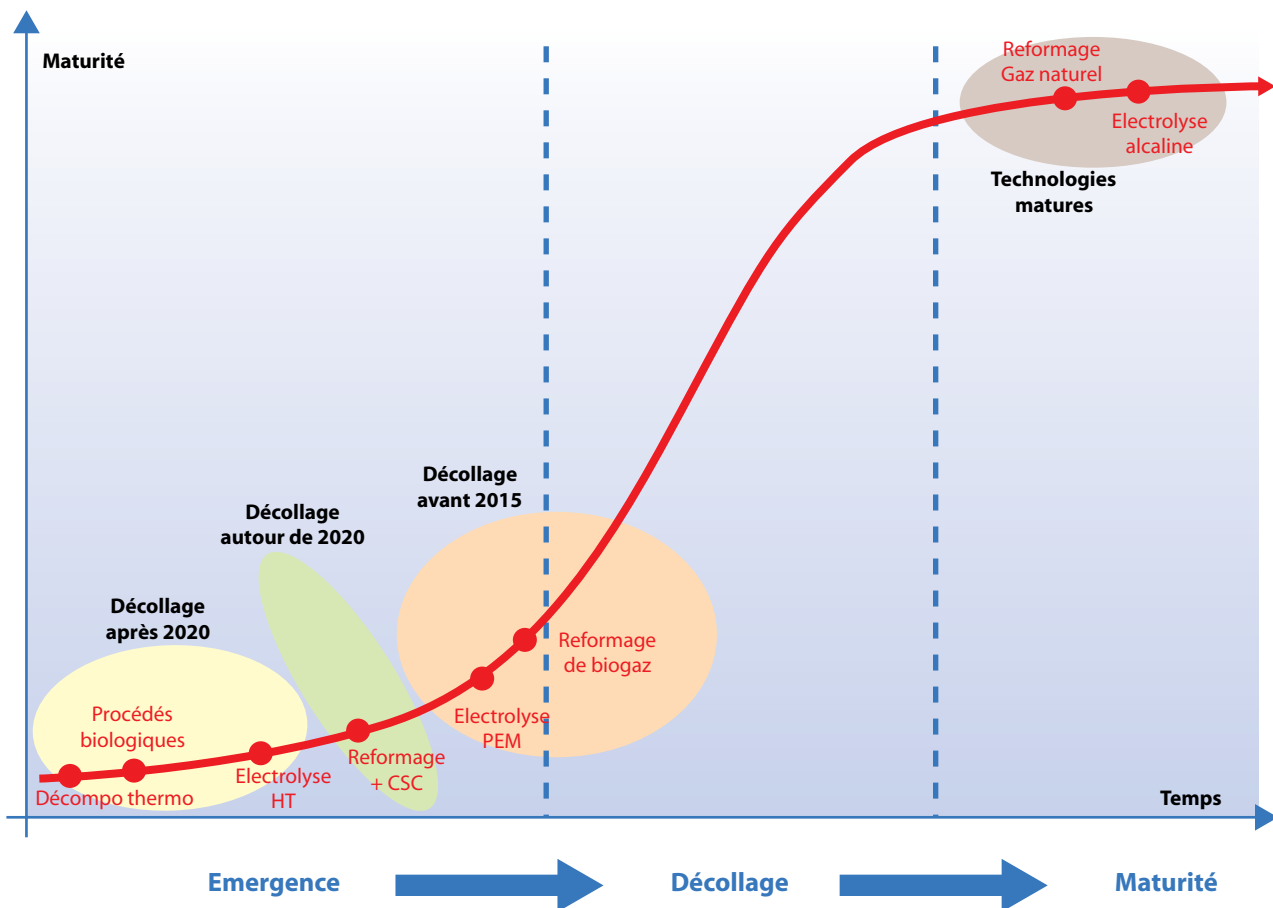 Maturité
Reformage
Gaz naturel
Electrolyse
alcaline
Technologies
matures
Décollage
avant 2015
Décollage
autour de 2020
Décollage
après 2020
Reformage
de biogaz
Procédés
biologiques
Electrolyse
PEM
Reformage
+ CSC
Electrolyse
HT
Décompo thermo
Temps
Emergence
Décollage
Maturité